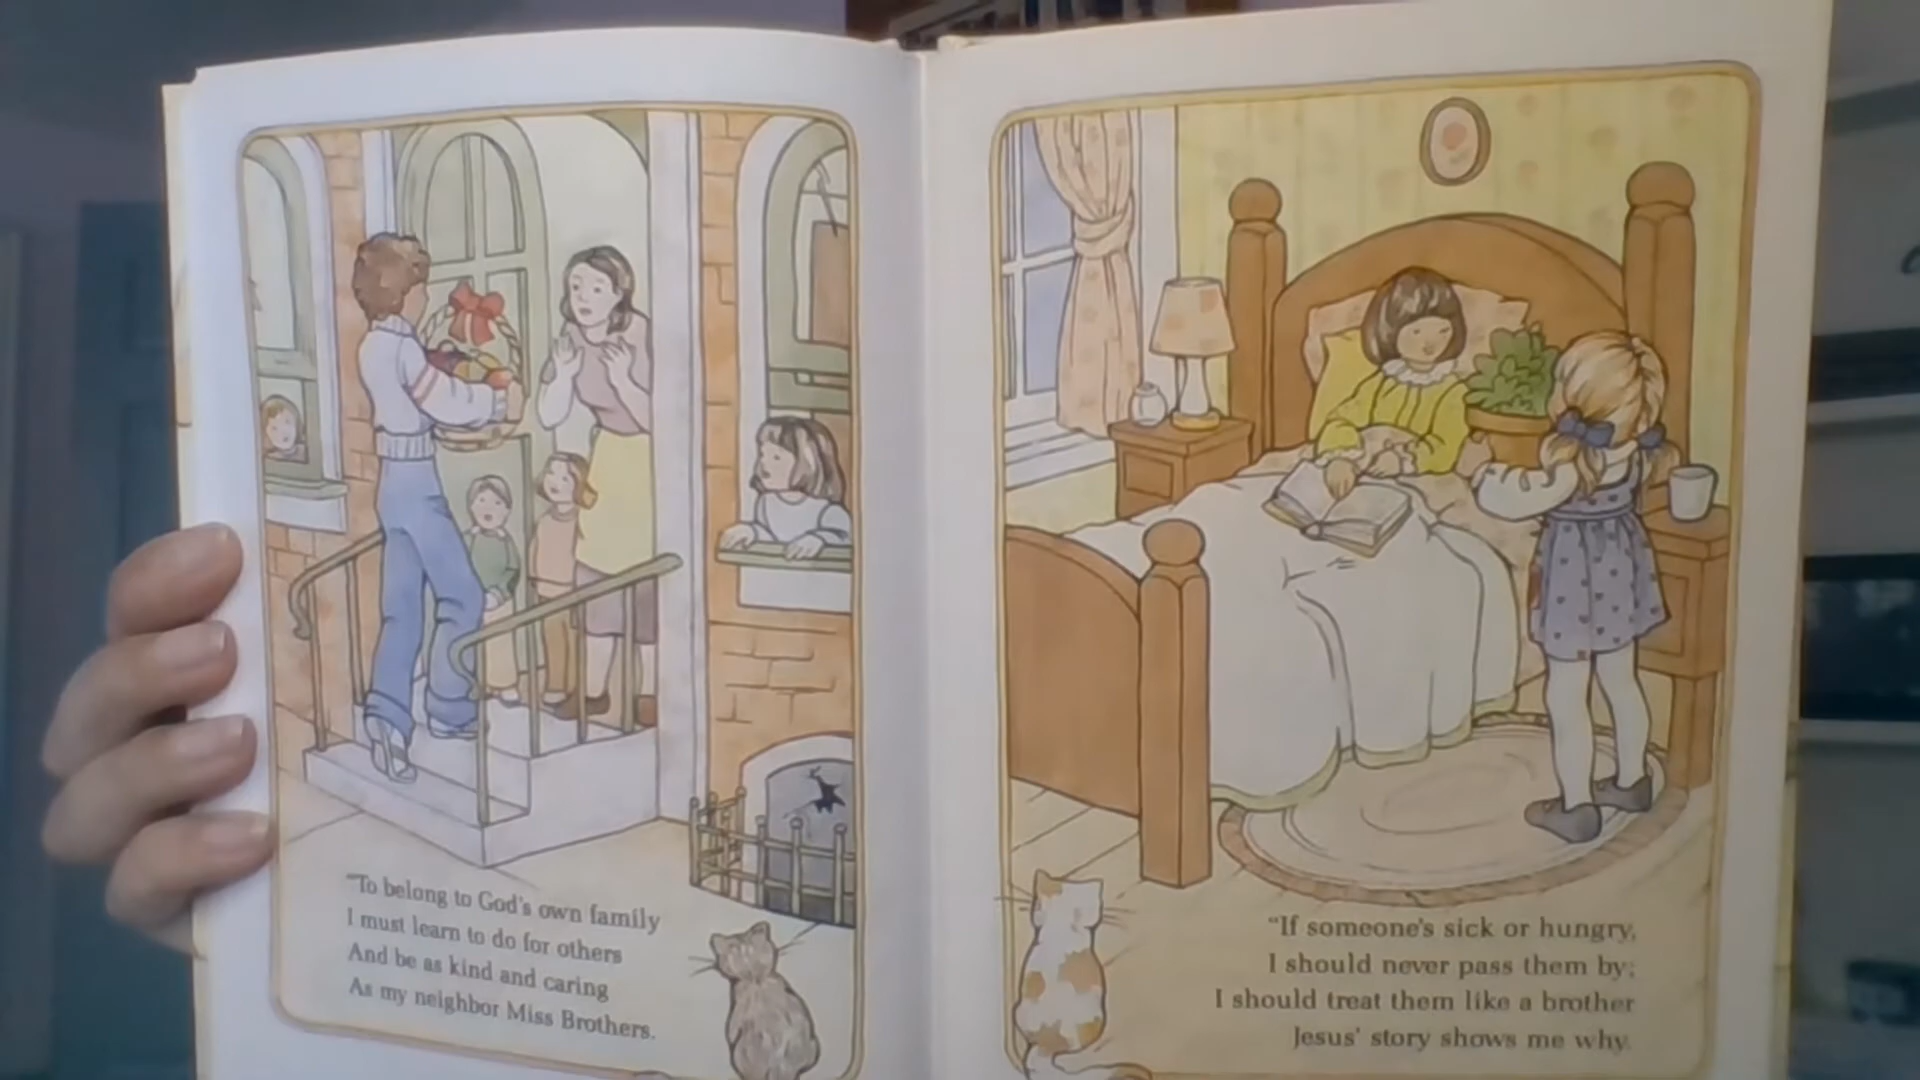 "To belong to God's own family
I must learn to do for others
And be as kind and caring
As my neighbor Miss Brothers.
"If someone's sick or hungry,
I should never pass them by;
I should treat them like a brother
Jesus' story shows me why.